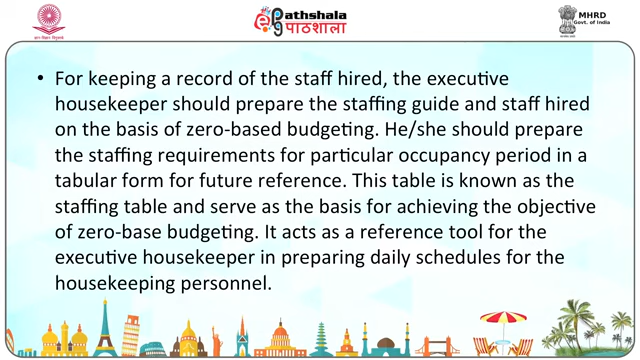 ePathshala
पाठशाला
MHRD
Govt. of India
• For keeping a record of the staff hired, the executive
housekeeper should prepare the staffing guide and staff hired
on the basis of zero-based budgeting. He/she should prepare
the staffing requirements for particular occupancy period in a
tabular form for future reference. This table is known as the
staffing table and serve as the basis for achieving the objective
of zero-base budgeting. It acts as a reference tool for the
executive housekeeper in preparing daily schedules for the
housekeeping personnel.